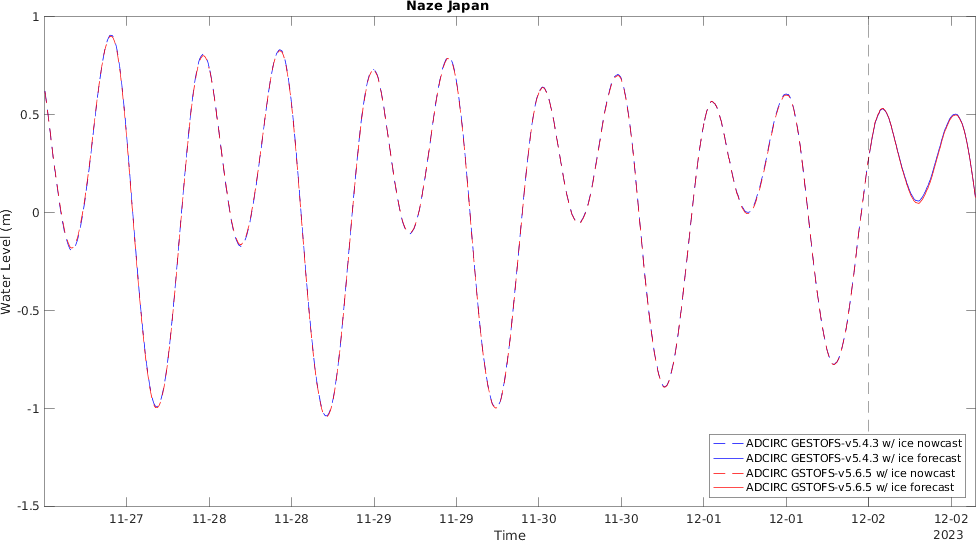 Naze Japan
1
0.5
0
-0.5
-1
-1.5
Water Level (m)
11-27
11-28
11-28
11-29
11-29
11-30
11-30
12-01
12-01
12-02
12-02
2023
Time
ADCIRC GESTOFS-v5.4.3 w/ ice nowcast
ADCIRC GESTOFS-v5.4.3 w/ ice forecast
ADCIRC GSTOFS-v5.6.5 w/ ice nowcast
ADCIRC GSTOFS-v5.6.5 w/ ice forecast